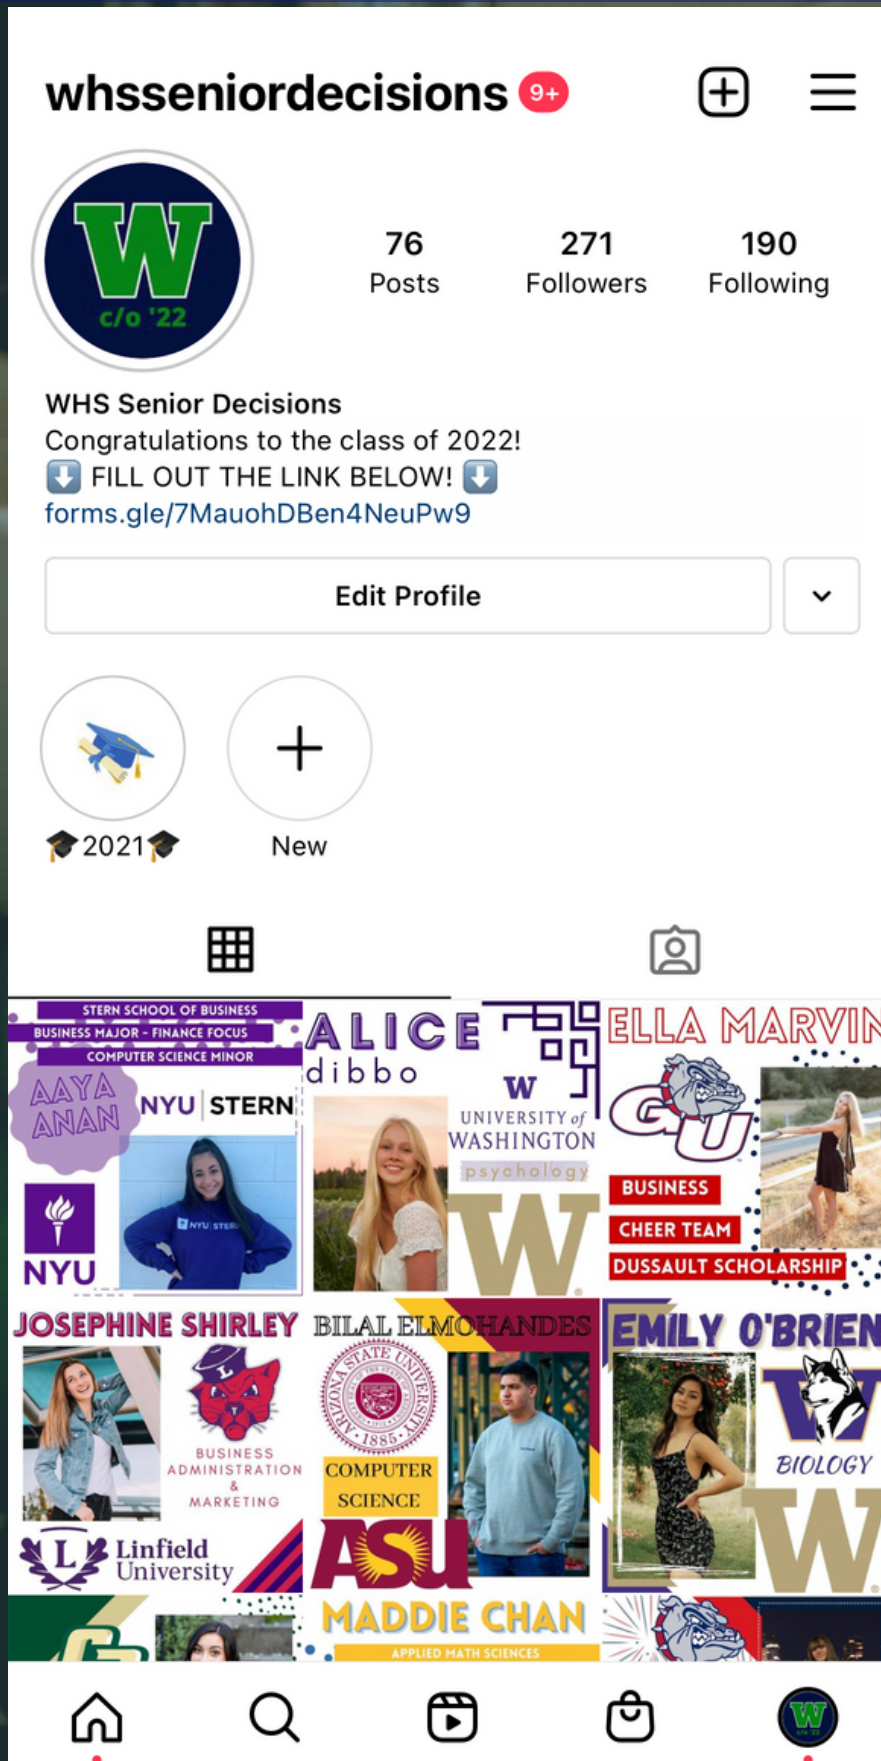 whsseniordecisions 9+
W
c/o '22
76 271 190
Posts Followers Following
WHS Senior Decisions
Congratulations to the class of 2022!
FILL OUT THE LINK BELOW!
forms.gle/7MauohDBen4NeuPw9
Edit Profile
2021 New
STERN SCHOOL OF BUSINESS
BUSINESS MAJOR - FINANCE FOCUS
COMPUTER SCIENCE MINOR
AAYA
ANAN
NYU STERN
NYU STERN
NYU
ALICE
dibbo
W
UNIVERSITY of
WASHINGTON
psychology
W
ELLA MARVIN
GU
BUSINESS
CHEER TEAM
DUSSAULT SCHOLARSHIP
JOSEPHINE SHIRLEY
L
BUSINESS
ADMINISTRATION
&
MARKETING
L
Linfield
University
BILAL ELMOHANDES
ARIZONA STATE UNIVERSITY
1885
COMPUTER
SCIENCE
ASU
EMILY O'BRIEN
W
BIOLOGY
W
MADDIE CHAN
APPLIED MATH SCIENCES
W